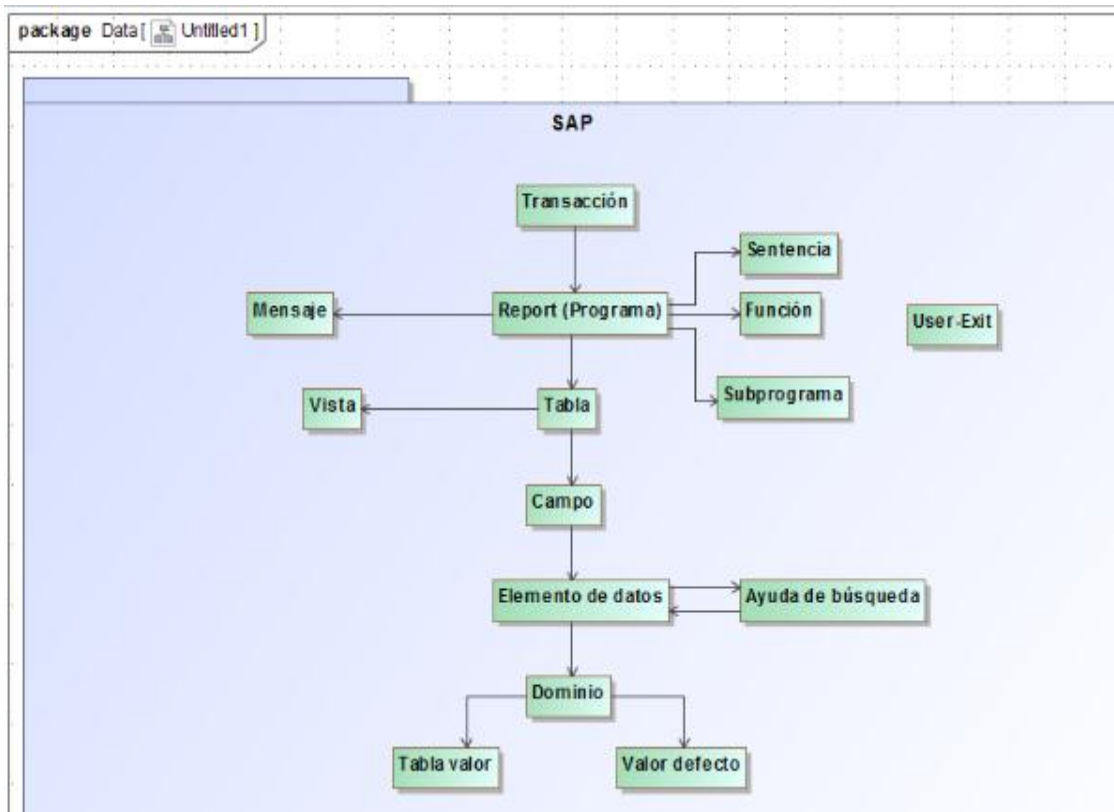 package Data [ Untitled1 ]
SAP
Transacción
Sentencia
Mensaje
Report (Programa)
Función
User-Exit
Vista
Tabla
Subprograma
Campo
Elemento de datos
Ayuda de búsqueda
Dominio
Tabla valor
Valor defecto